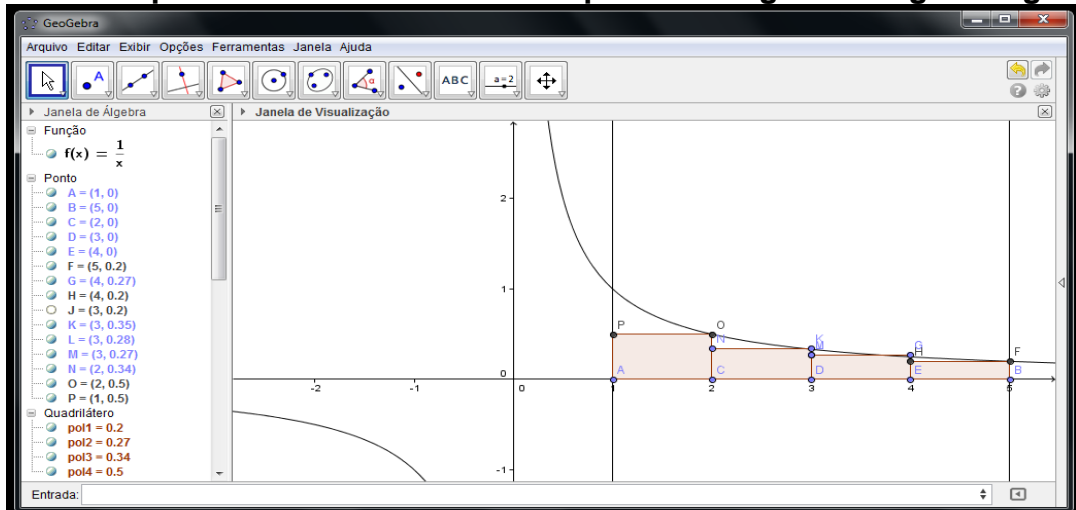 GeoGebra
Arquivo Editar Exibir Opções Ferramentas Janela Ajuda
A
ABC
a=2
Janela de Álgebra
Janela de Visualização
Função
f(x) = 1/x
Ponto
A = (1, 0)
B = (5, 0)
C = (2, 0)
D = (3, 0)
E = (4, 0)
F = (5, 0.2)
G = (4, 0.27)
H = (4, 0.2)
J = (3, 0.2)
K = (3, 0.35)
L = (3, 0.28)
M = (3, 0.27)
N = (2, 0.34)
O = (2, 0.5)
P = (1, 0.5)
Quadrilátero
pol1 = 0.2
pol2 = 0.27
pol3 = 0.34
pol4 = 0.5
2
1
P
O
N
K
M
G
H
F
0
A
C
D
E
B
-2
-1
0
1
2
3
4
5
-1
Entrada: